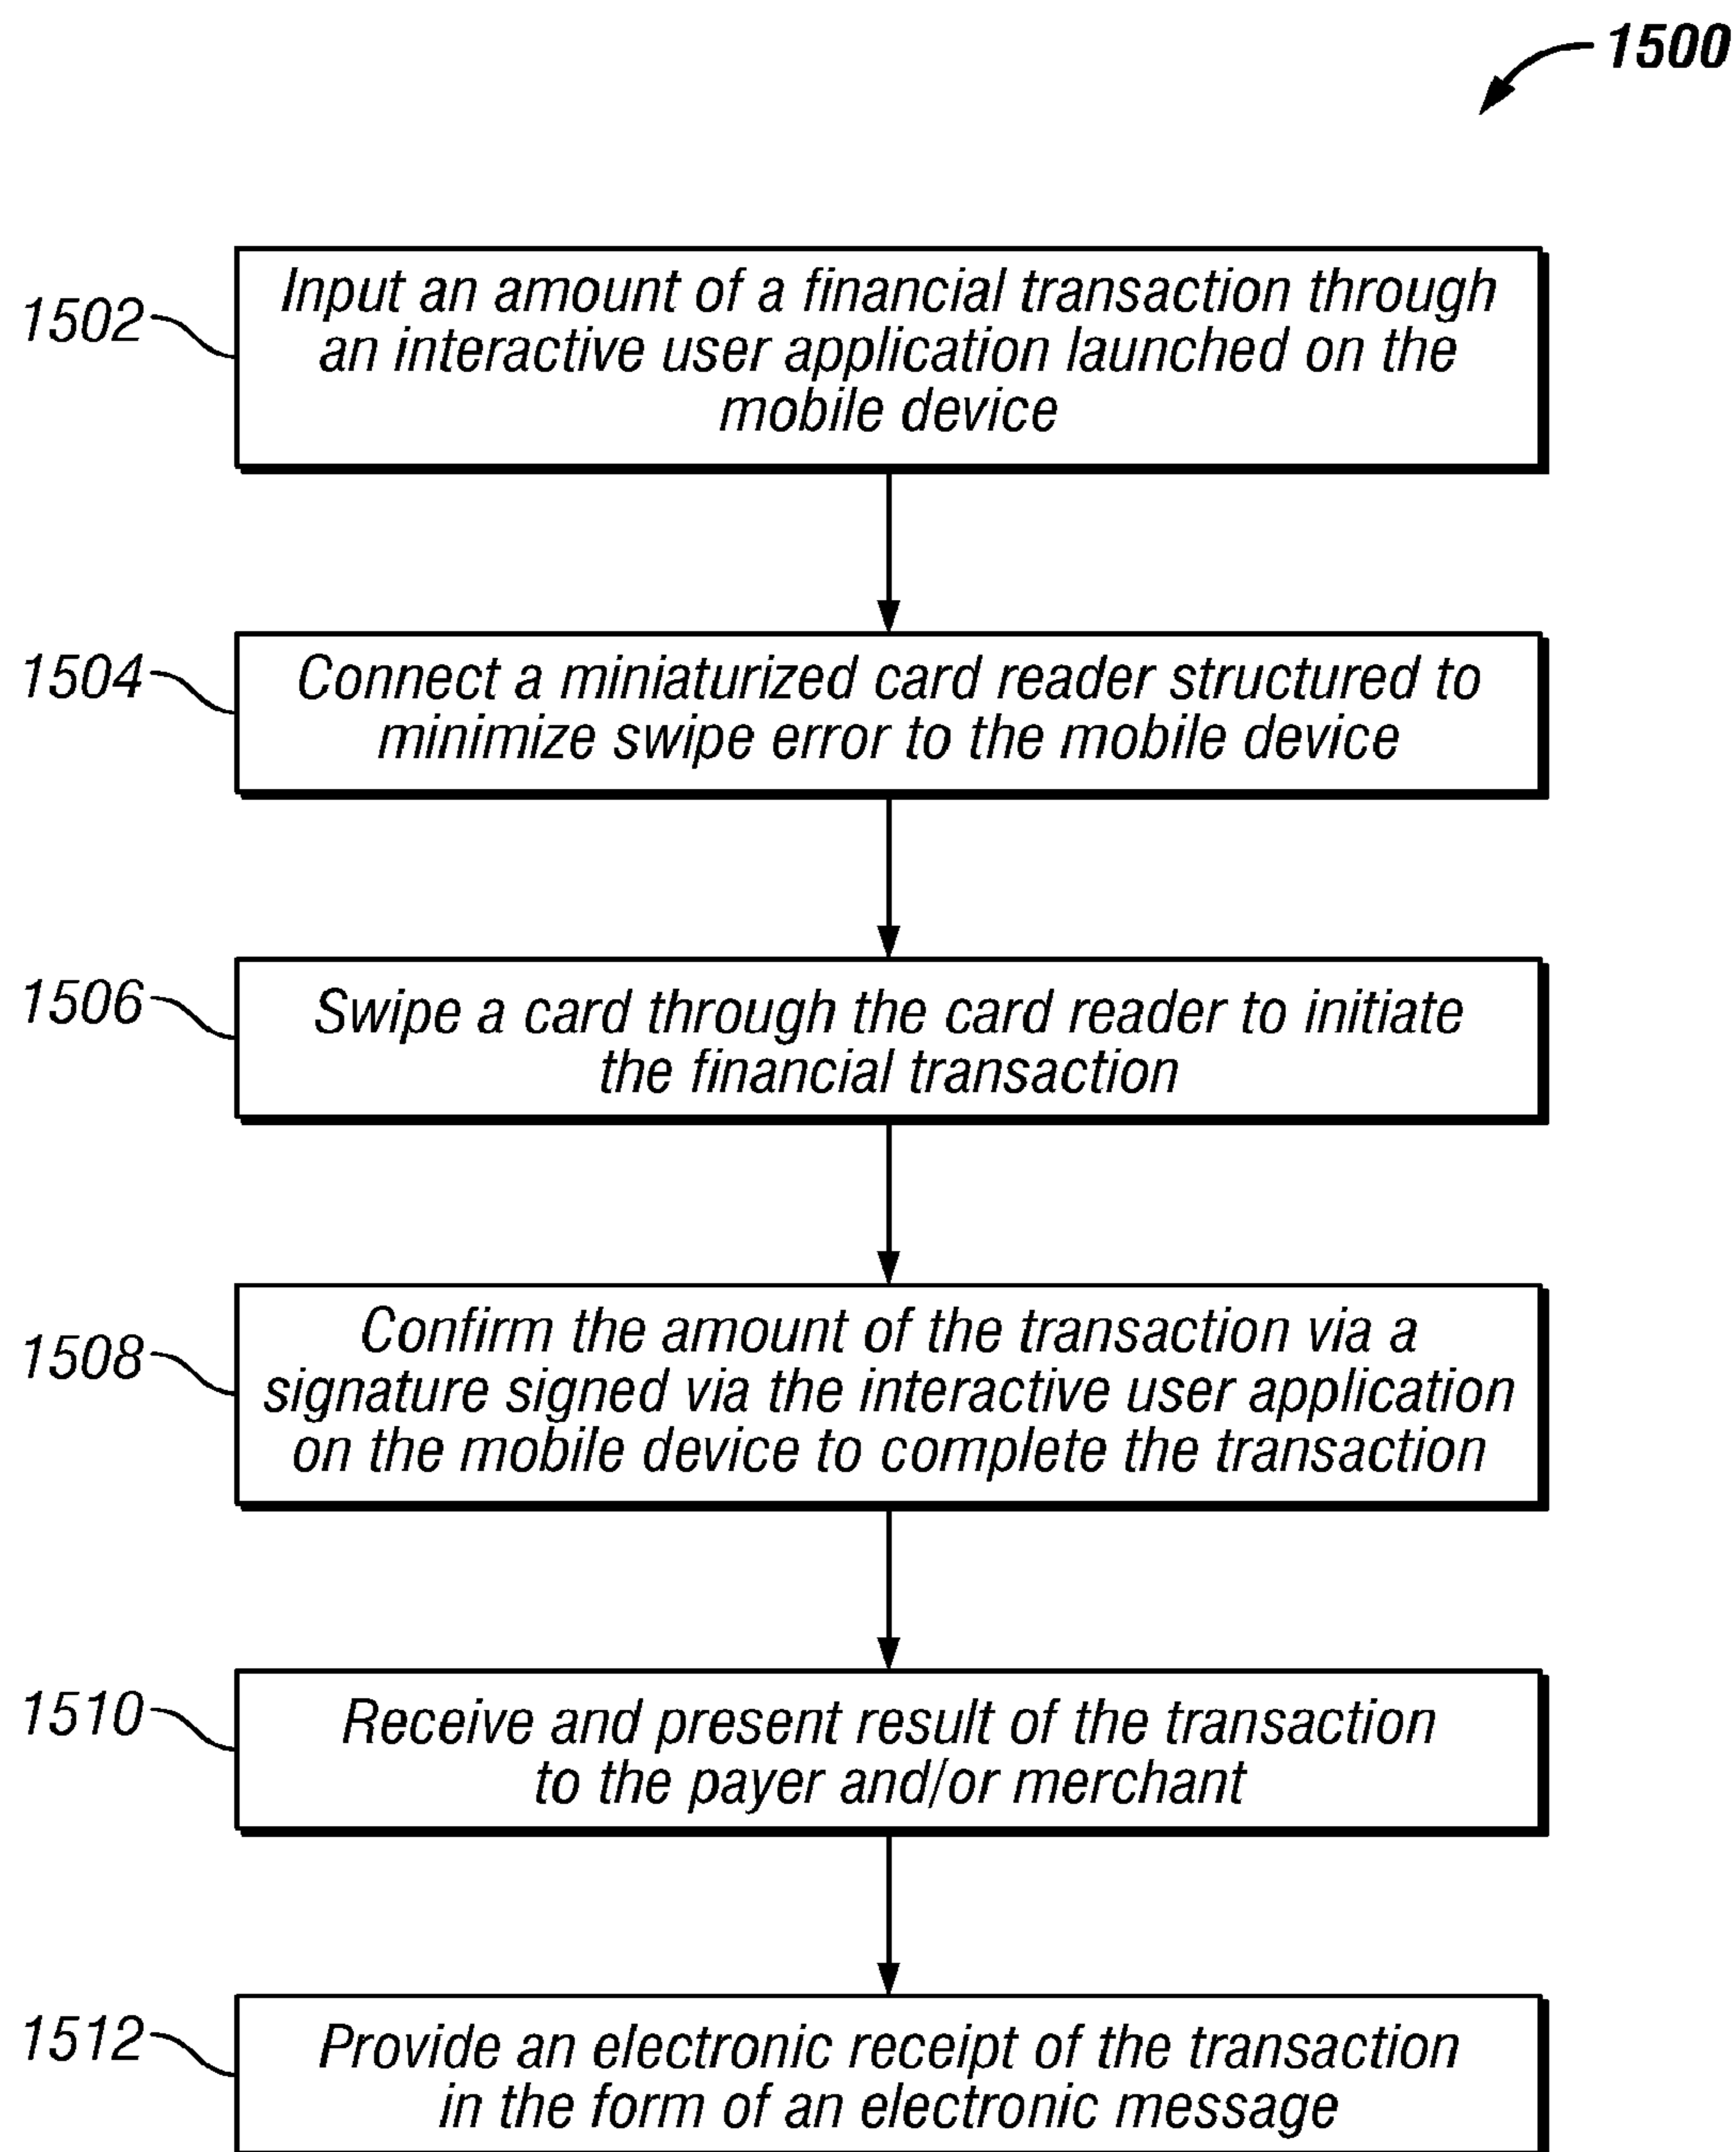 1500
1502
Input an amount of a financial transaction through
an interactive user application launched on the
mobile device
1504
Connect a miniaturized card reader structured to
minimize swipe error to the mobile device
1506
Swipe a card through the card reader to initiate
the financial transaction
1508
Confirm the amount of the transaction via a
signature signed via the interactive user application
on the mobile device to complete the transaction
1510
Receive and present result of the transaction
to the payer and/or merchant
1512
Provide an electronic receipt of the transaction
in the form of an electronic message